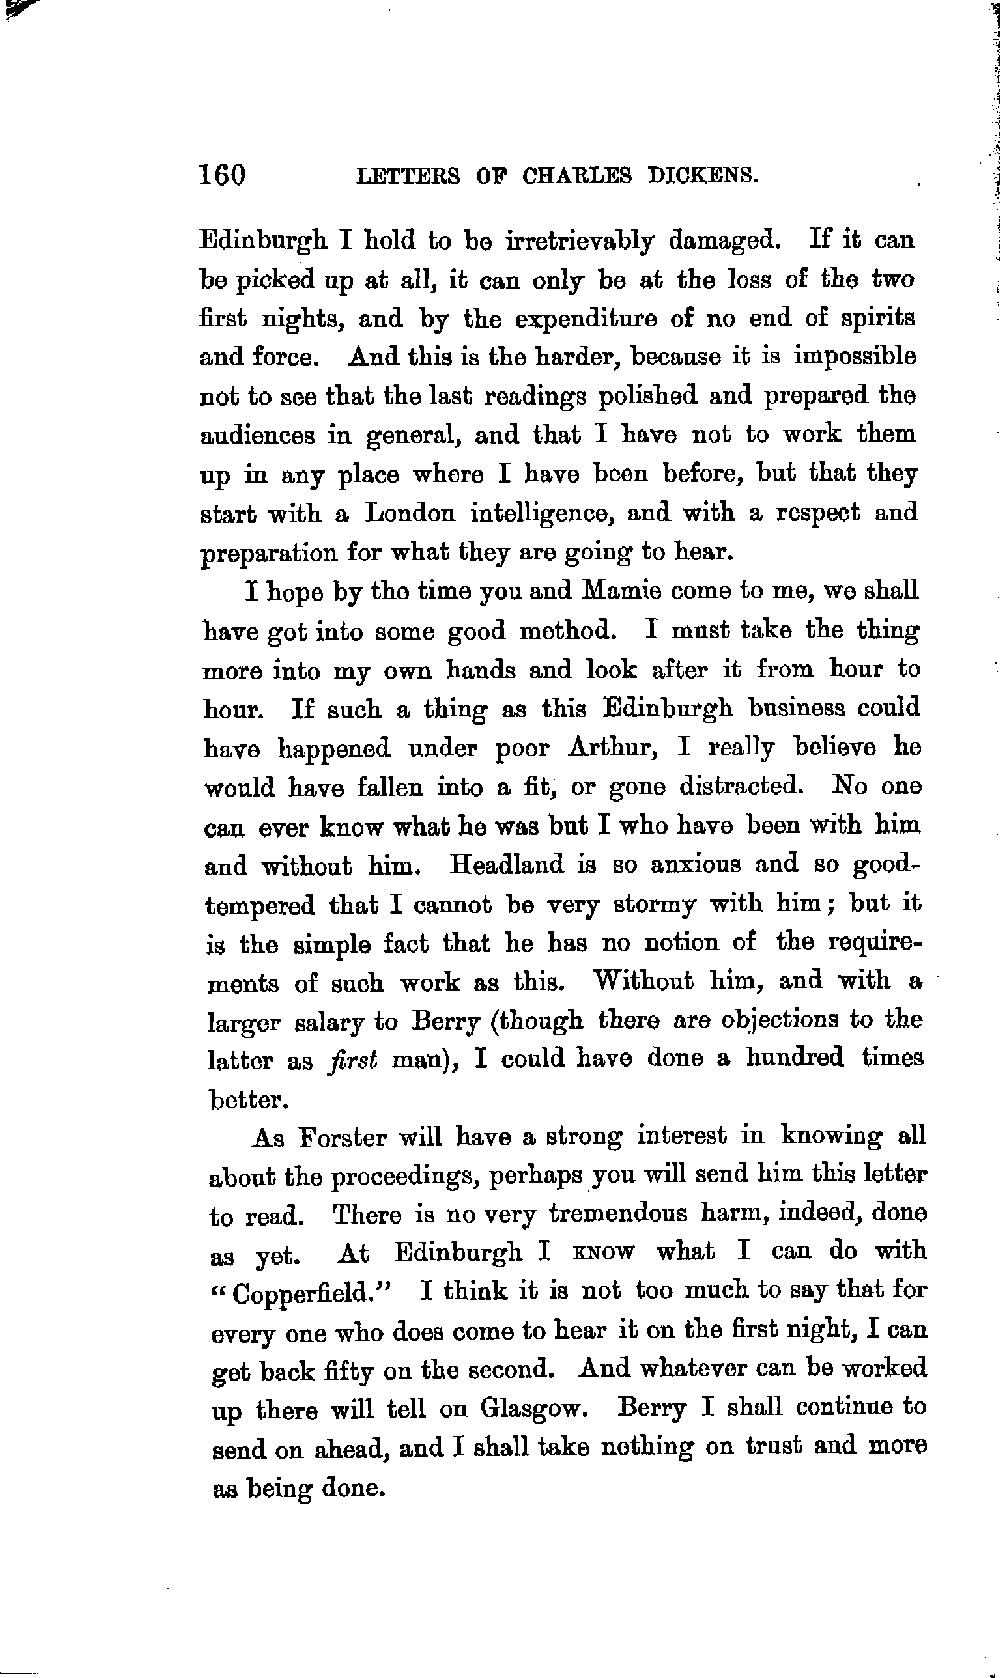 160 LETTERS OF CHARLES DICKENS.
Edinburgh I hold to be irretrievably damaged. If it can
be picked up at all, it can only be at the loss of the two
first nights, and by the expenditure of no end of spirits
and force. And this is the harder, because it is impossible
not to see that the last readings polished and prepared the
audiences in general, and that I have not to work them
up in any place where I have been before, but that they
start with a London intelligence, and with a respect and
preparation for what they are going to hear.
I hope by the time you and Mamie come to me, we shall
have got into some good method. I must take the thing
more into my own hands and look after it from hour to
hour. If such a thing as this Edinburgh business could
have happened under poor Arthur, I really believe he
would have fallen into a fit, or gone distracted. No one
can ever know what he was but I who have been with him
and without him. Headland is so anxious and so good-
tempered that I cannot be very stormy with him; but it
is the simple fact that he has no notion of the require-
ments of such work as this. Without him, and with a
larger salary to Berry (though there are objections to the
latter as first man), I could have done a hundred times
better.
As Forster will have a strong interest in knowing all
about the proceedings, perhaps you will send him this letter
to read. There is no very tremendous harm, indeed, done
as yet. At Edinburgh I KNOW what I can do with
"Copperfield." I think it is not too much to say that for
every one who does come to hear it on the first night, I can
get back fifty on the second. And whatever can be worked
up there will tell on Glasgow. Berry I shall continue to
send on ahead, and I shall take nothing on trust and more
as being done.